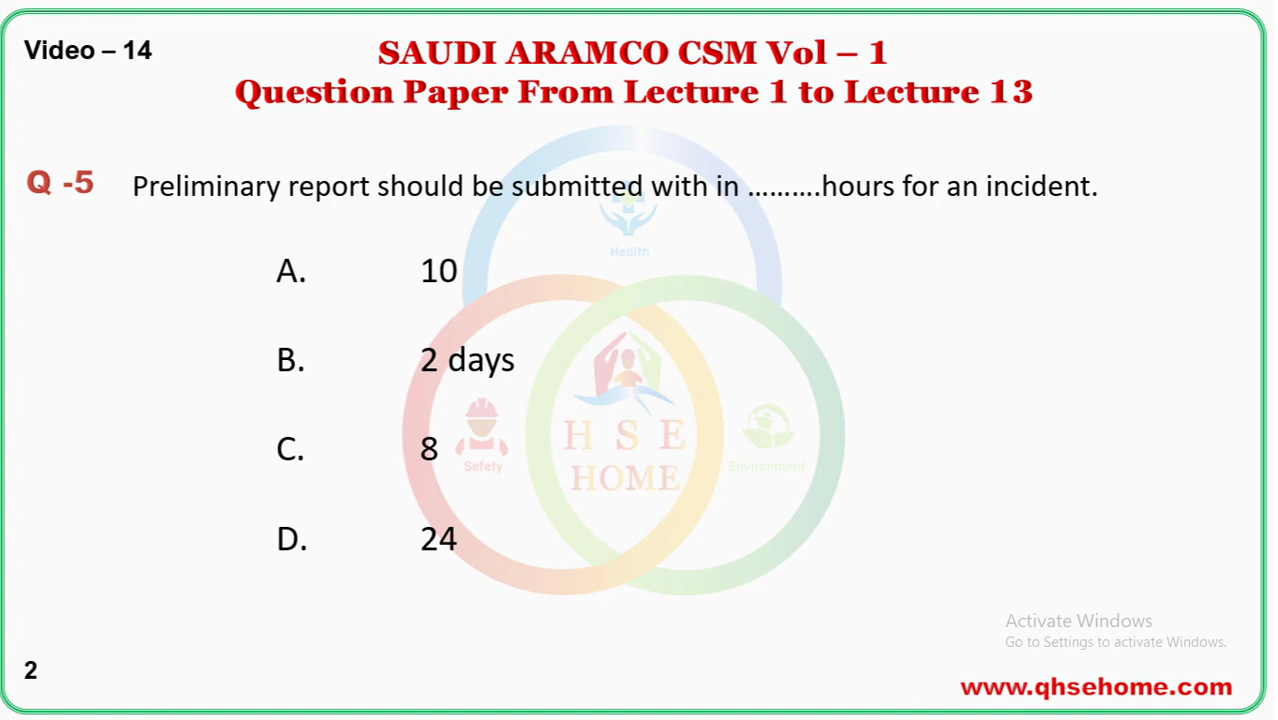 Video – 14
SAUDI ARAMCO CSM Vol – 1
Question Paper From Lecture 1 to Lecture 13
Q -5 Preliminary report should be submitted with in ……….hours for an incident.
Health
A. 10
B. 2 days
C. 8
D. 24
H S E
HOME
Sefety
Environment
Activate Windows
Go to Settings to activate Windows.
2
www.qhsehome.com